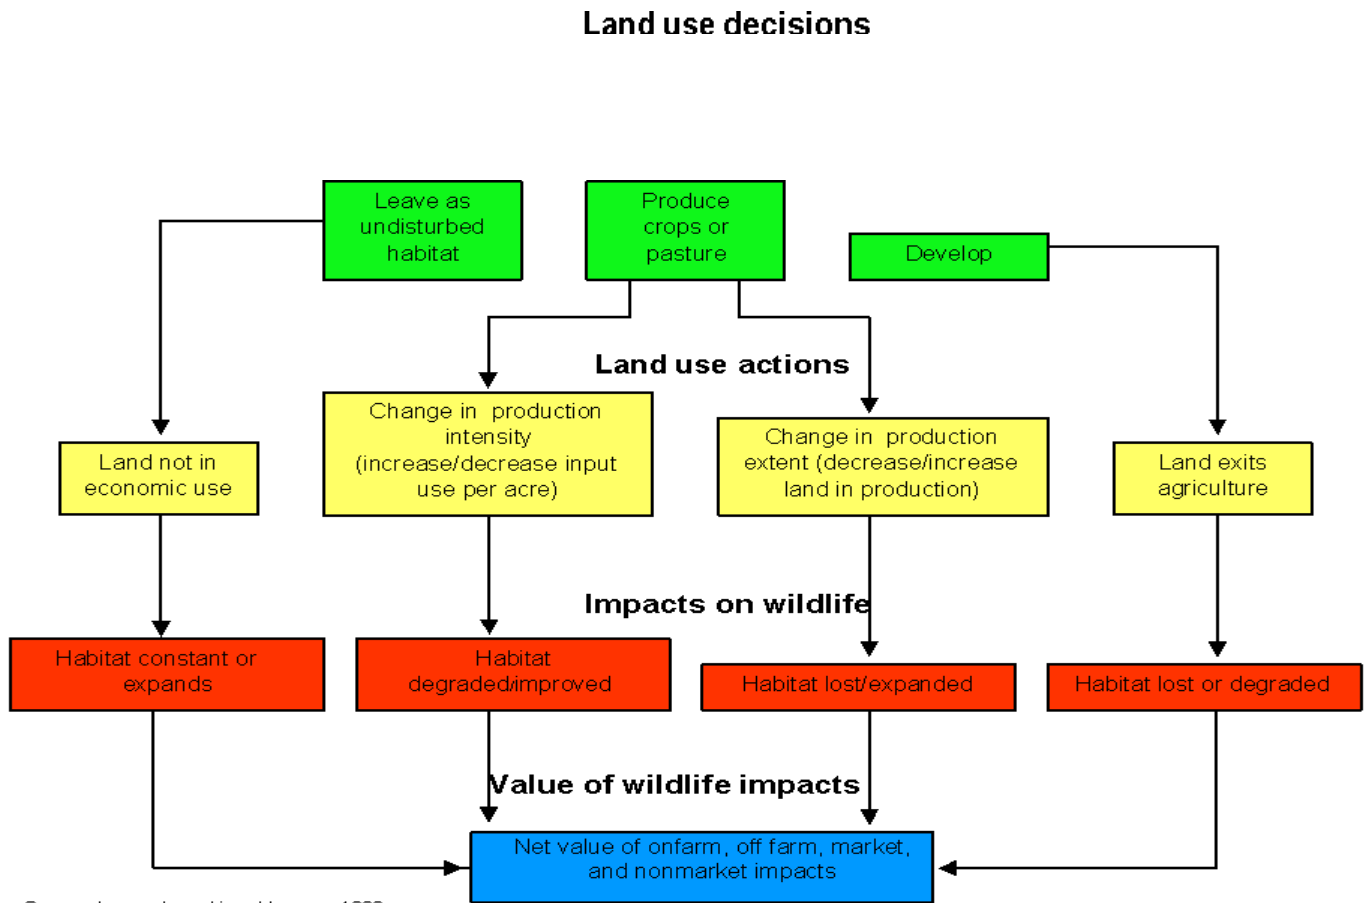 Land use decisions
Leave as
undisturbed
habitat
Produce
crops or
pasture
Develop
Land use actions
Land not in
economic use
Change in production
intensity
(increase/decrease input
use per acre)
Change in production
extent (decrease/increase
land in production)
Land exits
agriculture
Impacts on wildlife
Habitat constant or
expands
Habitat
degraded/improved
Habitat lost/expanded
Habitat lost or degraded
Value of wildlife impacts
Net value of onfarm, off farm, market,
and nonmarket impacts